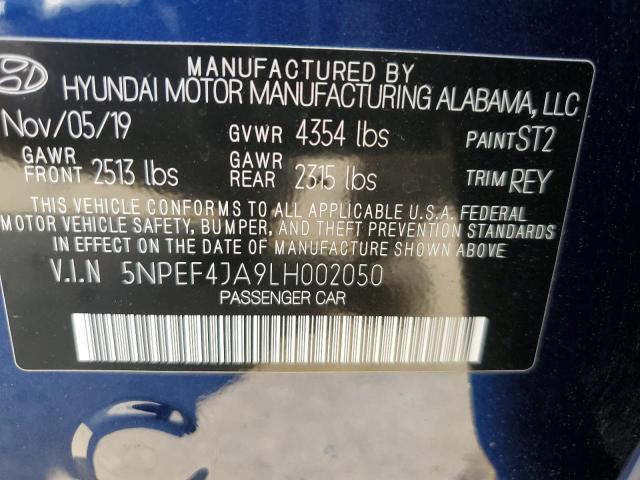 MANUFACTURED BY
HYUNDAI MOTOR MANUFACTURING ALABAMA, LLC
Nov/05/19 GVWR 4354 lbs PAINT ST2
GAWR FRONT 2513 lbs GAWR REAR 2315 lbs TRIM REY
THIS VEHICLE CONFORMS TO ALL APPLICABLE U.S.A. FEDERAL
MOTOR VEHICLE SAFETY, BUMPER, AND THEFT PREVENTION STANDARDS
IN EFFECT ON THE DATE OF MANUFACTURE SHOWN ABOVE.
V.I.N 5NPEF4JA9LH002050
PASSENGER CAR